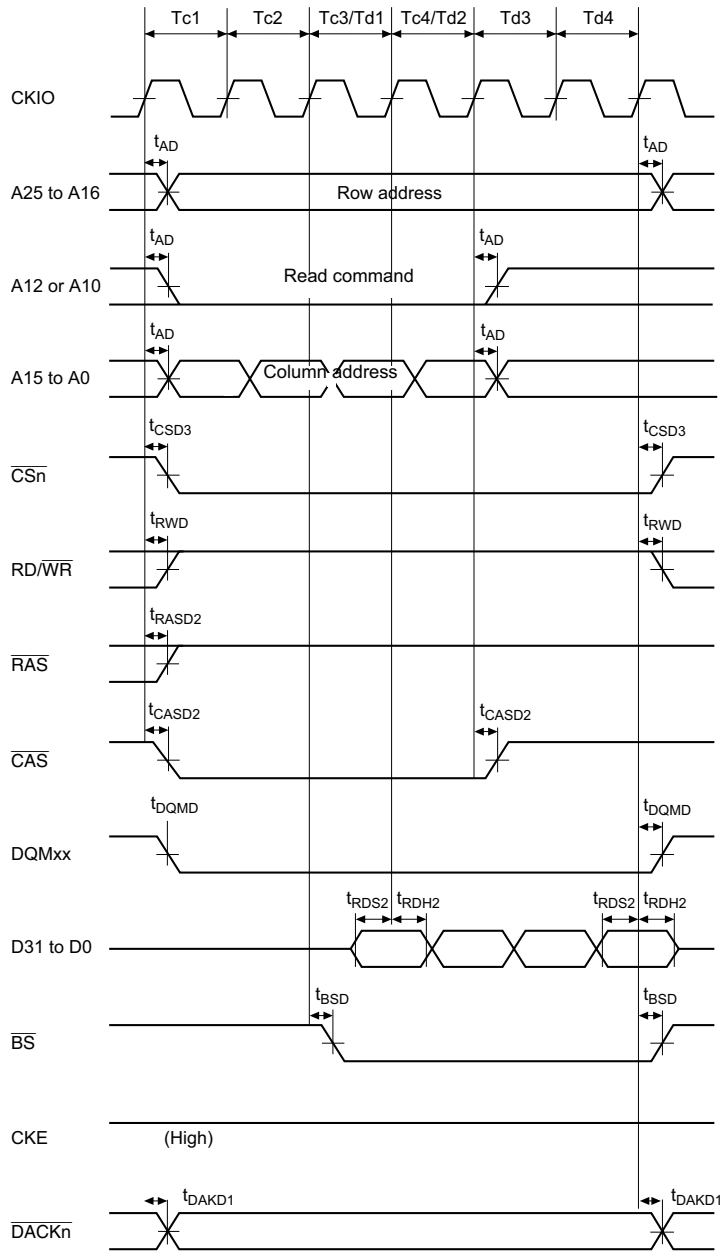 Tc1 Tc2 Tc3/Td1 Tc4/Td2 Td3 Td4
CKIO
tAD tAD
A25 to A16 Row address
tAD tAD
A12 or A10 Read command
tAD tAD
A15 to A0 Column address
tCSD3 tCSD3
CSn
tRWD tRWD
RD/WR
tRASD2
RAS
tCASD2 tCASD2
CAS
tDQMD tDQMD
DQMxx
tRDS2 tRDH2 tRDS2 tRDH2
D31 to D0
tBSD tBSD
BS
CKE (High)
tDAKD1 tDAKD1
DACKn